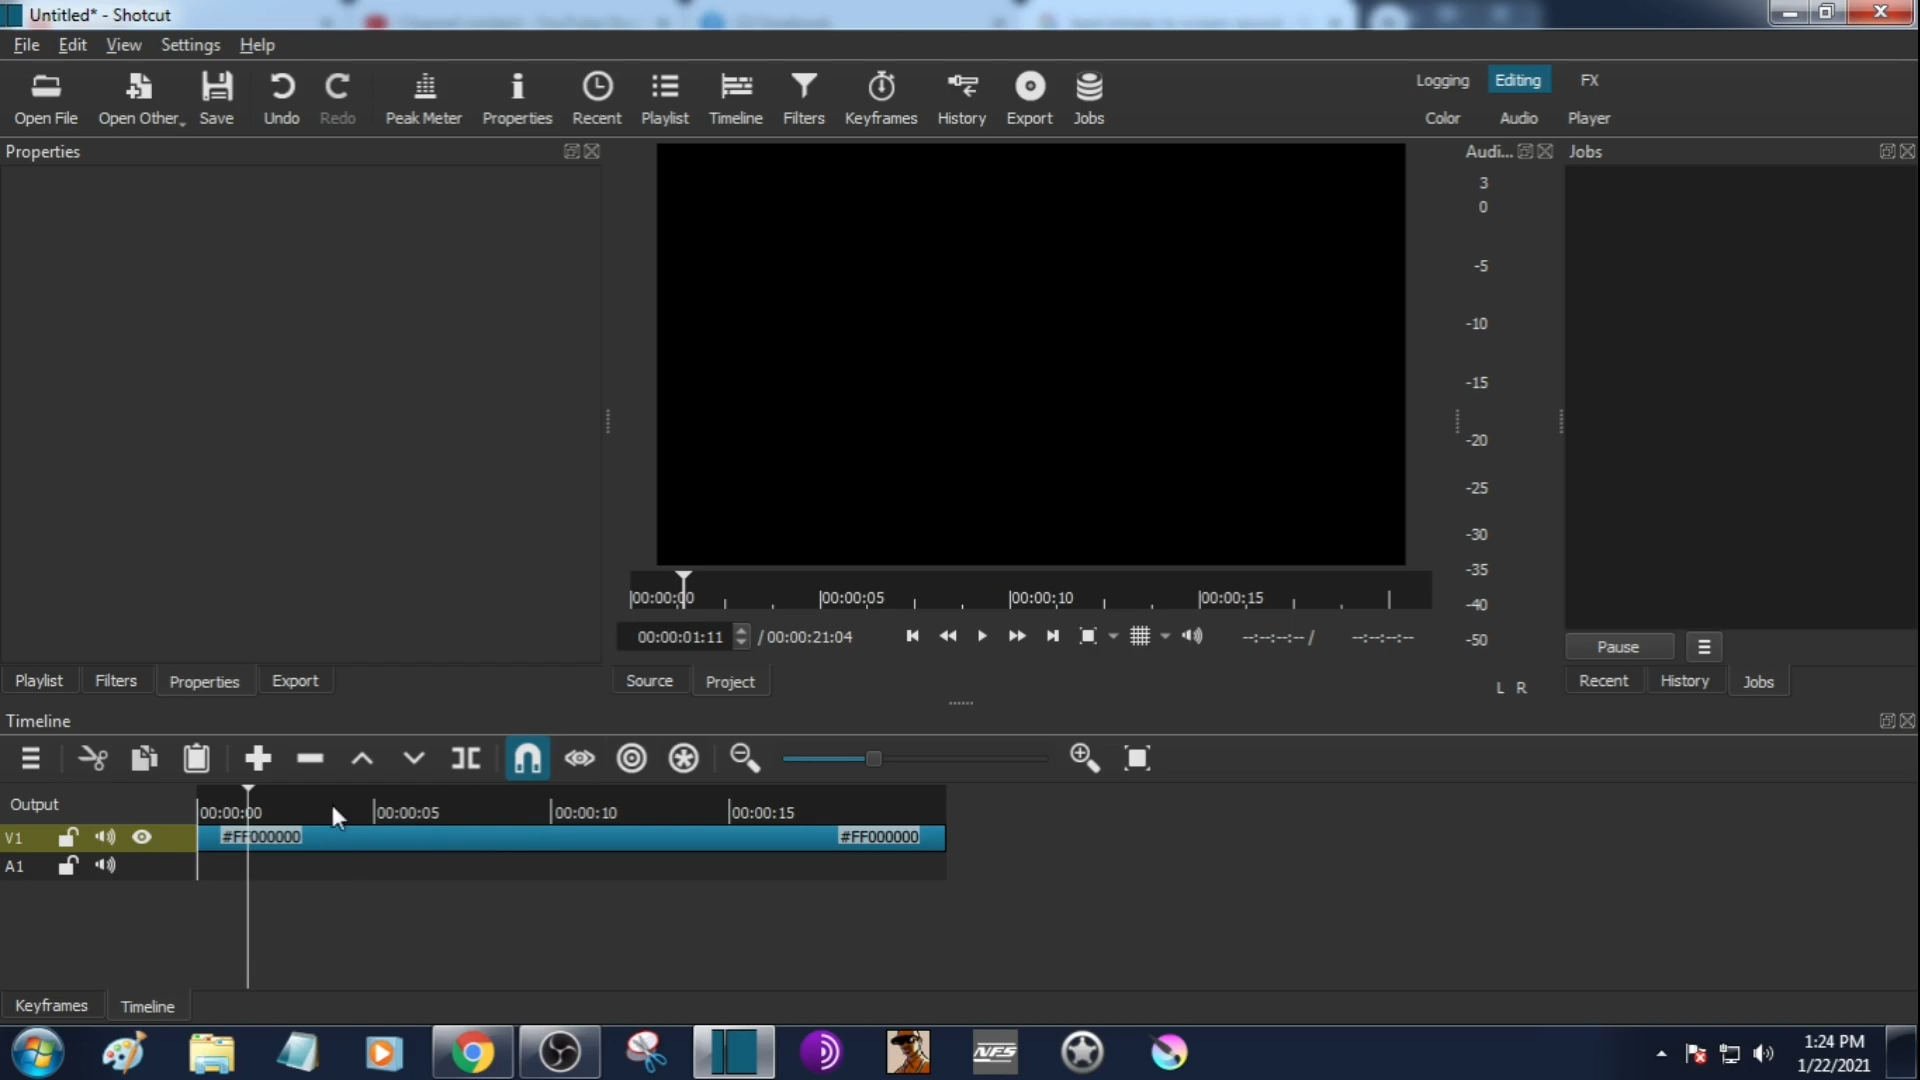 Untitled* - Shotcut
File Edit View Settings Help
Open File Open Other Save Undo Redo Peak Meter Properties Recent Playlist Timeline Filters Keyframes History Export Jobs
Logging Editing FX
Color Audio Player
Properties
Audi...
Jobs
3
0
-5
-10
-15
-20
-25
-30
-35
-40
-50
L R
00:00:00 00:00:05 00:00:10 00:00:15
00:00:01:11 / 00:00:21:04 --:--:--:-- / --:--:--:--
Pause
Playlist Filters Properties Export
Source Project
Recent History Jobs
Timeline
Output
00:00:00 00:00:05 00:00:10 00:00:15
V1 #FF000000 #FF000000
A1
Keyframes Timeline
NFS
1:24 PM
1/22/2021